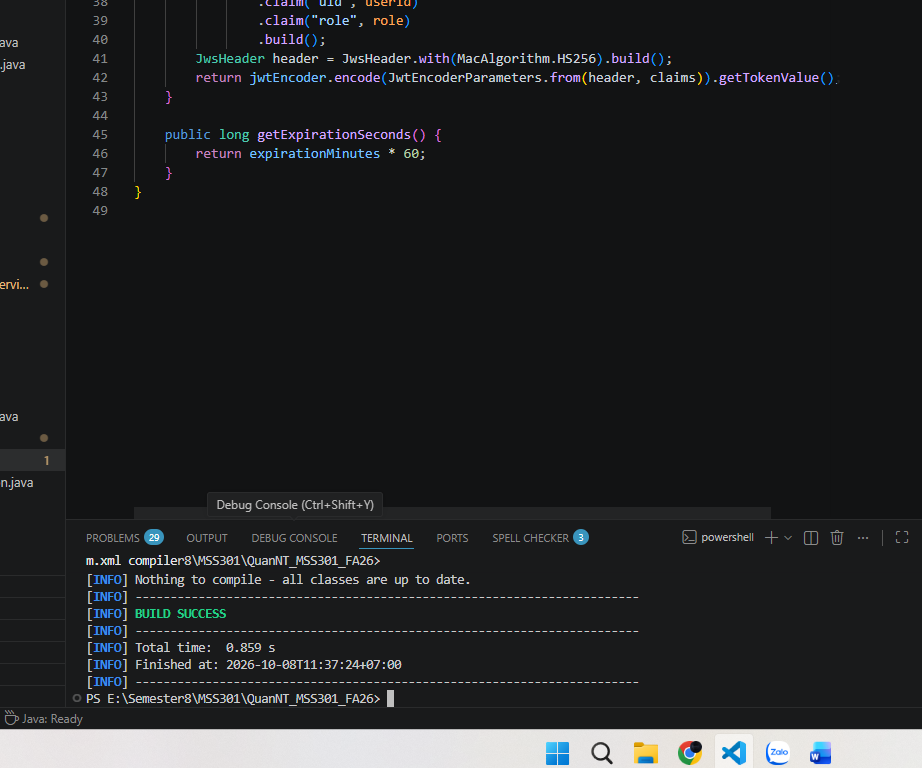 38 .claim("uid", userId)
ava
39 .claim("role", role)
40 .build();
.java
41 JwsHeader header = JwsHeader.with(MacAlgorithm.HS256).build();
42 return jwtEncoder.encode(JwtEncoderParameters.from(header, claims)).getTokenValue();
43 }
44
45 public long getExpirationSeconds() {
46 return expirationMinutes * 60;
47 }
48 }
49
ervi...
ava
1
n.java
Debug Console (Ctrl+Shift+Y)
PROBLEMS 29 OUTPUT DEBUG CONSOLE TERMINAL PORTS SPELL CHECKER 3 powershell
m.xml compiler8\MSS301\QuanNT_MSS301_FA26>
[INFO] Nothing to compile - all classes are up to date.
[INFO] ------------------------------------------------------------------------
[INFO] BUILD SUCCESS
[INFO] ------------------------------------------------------------------------
[INFO] Total time:  0.859 s
[INFO] Finished at: 2026-10-08T11:37:24+07:00
[INFO] ------------------------------------------------------------------------
PS E:\Semester8\MSS301\QuanNT_MSS301_FA26>
Java: Ready
Zalo
W